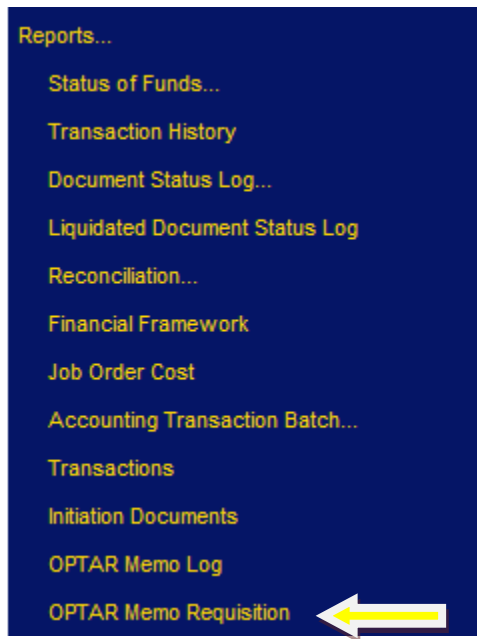 Reports...
Status of Funds...
Transaction History
Document Status Log...
Liquidated Document Status Log
Reconciliation...
Financial Framework
Job Order Cost
Accounting Transaction Batch...
Transactions
Initiation Documents
OPTAR Memo Log
OPTAR Memo Requisition